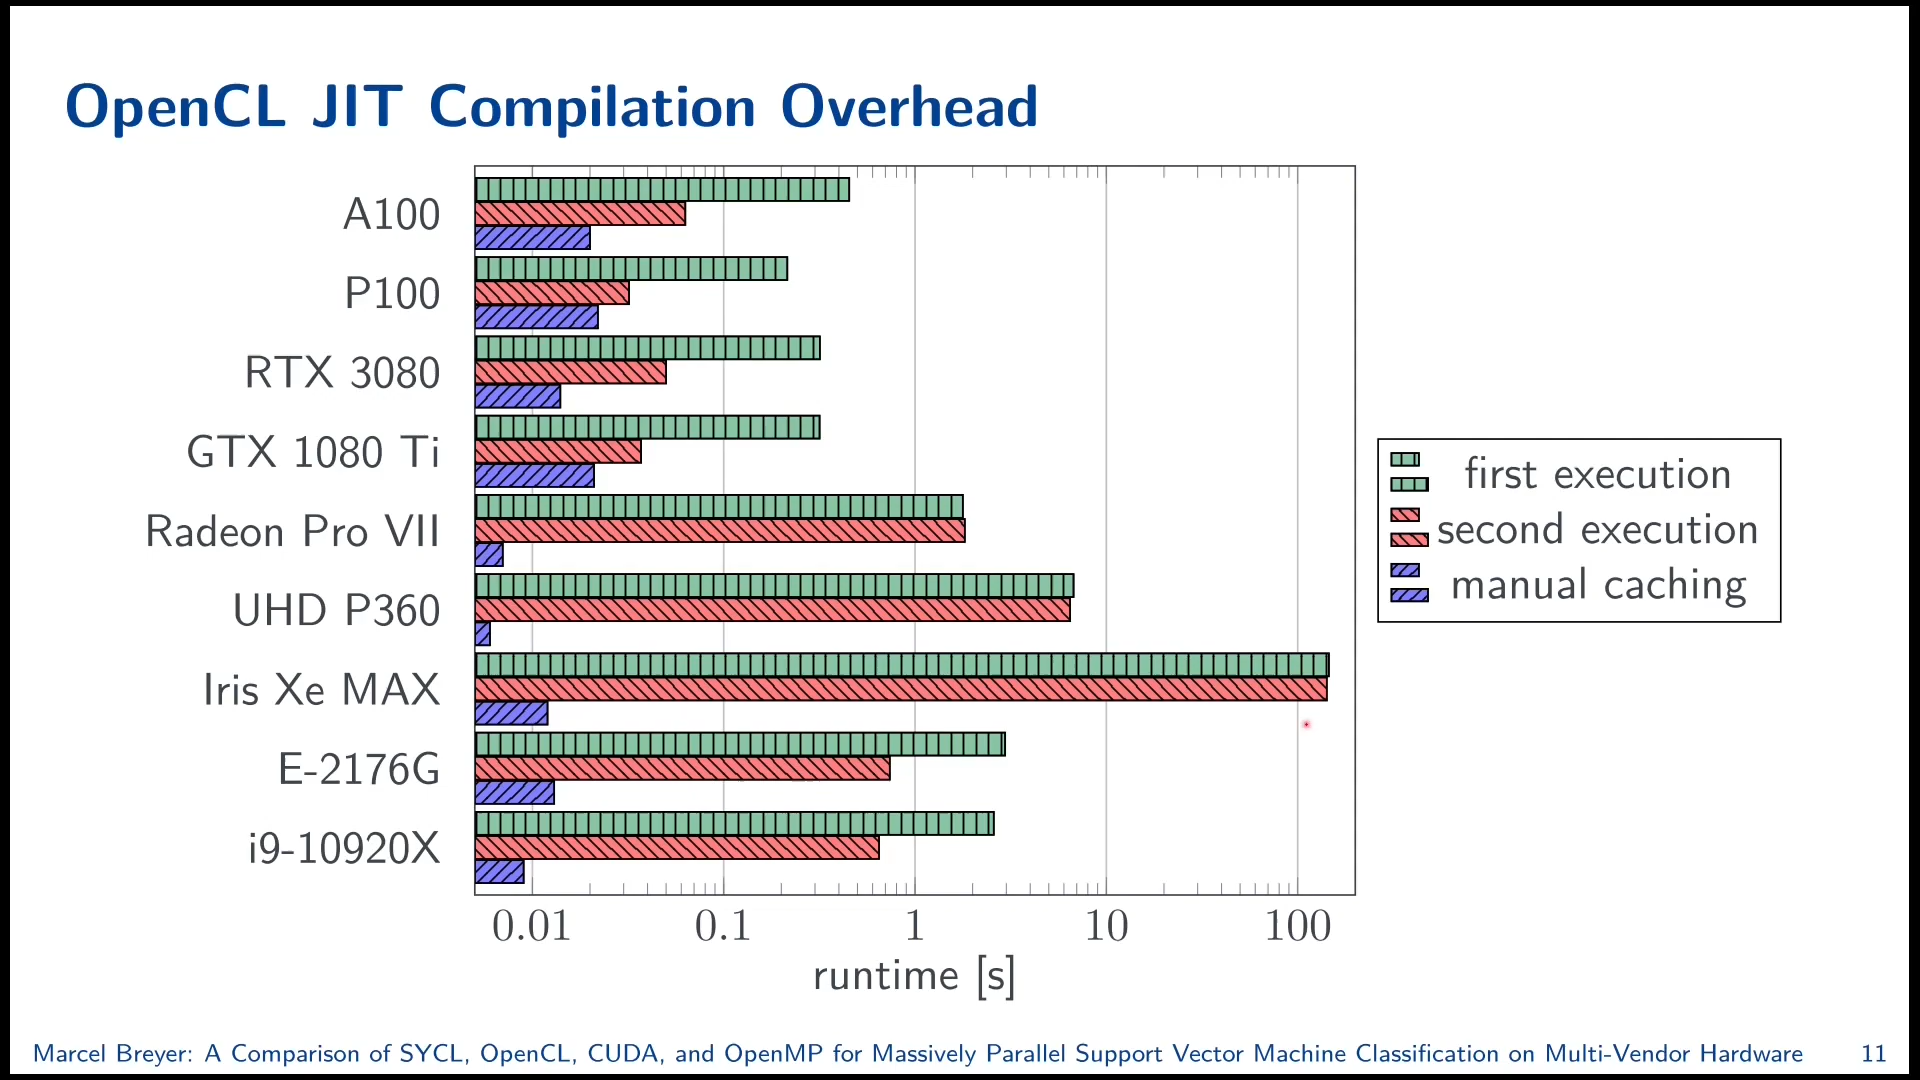 OpenCL JIT Compilation Overhead
A100
P100
RTX 3080
GTX 1080 Ti
Radeon Pro VII
UHD P360
Iris Xe MAX
E-2176G
i9-10920X
0.01 0.1 1 10 100
runtime [s]
first execution
second execution
manual caching
Marcel Breyer: A Comparison of SYCL, OpenCL, CUDA, and OpenMP for Massively Parallel Support Vector Machine Classification on Multi-Vendor Hardware 11